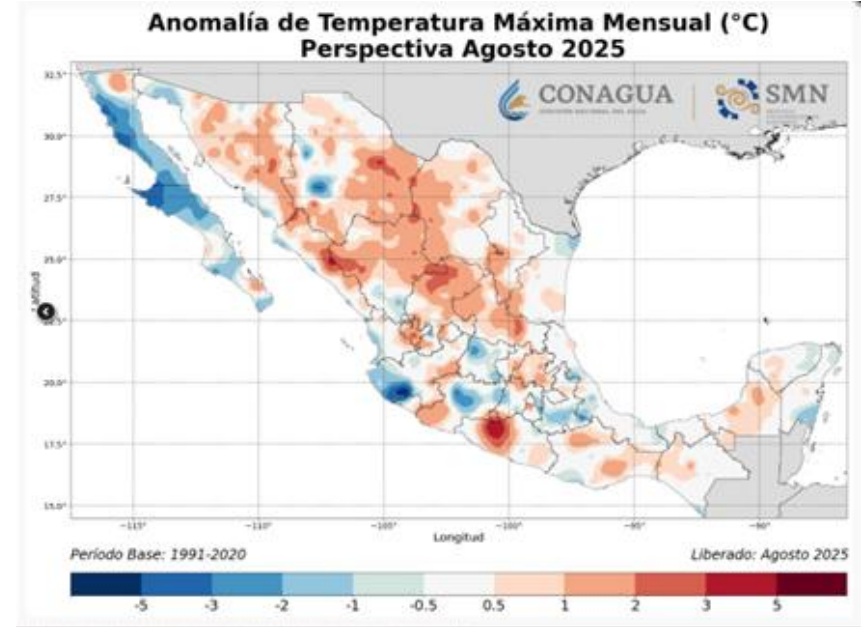 Anomalía de Temperatura Máxima Mensual (°C)
Perspectiva Agosto 2025
CONAGUA
SMN
32.5°
30.0°
27.5°
25.0°
Latitud
20.0°
17.5°
15.0°
−115° −110° −105° −100° −95° −90°
Longitud
Período Base: 1991-2020
Liberado: Agosto 2025
-5 -3 -2 -1 -0.5 0.5 1 2 3 5